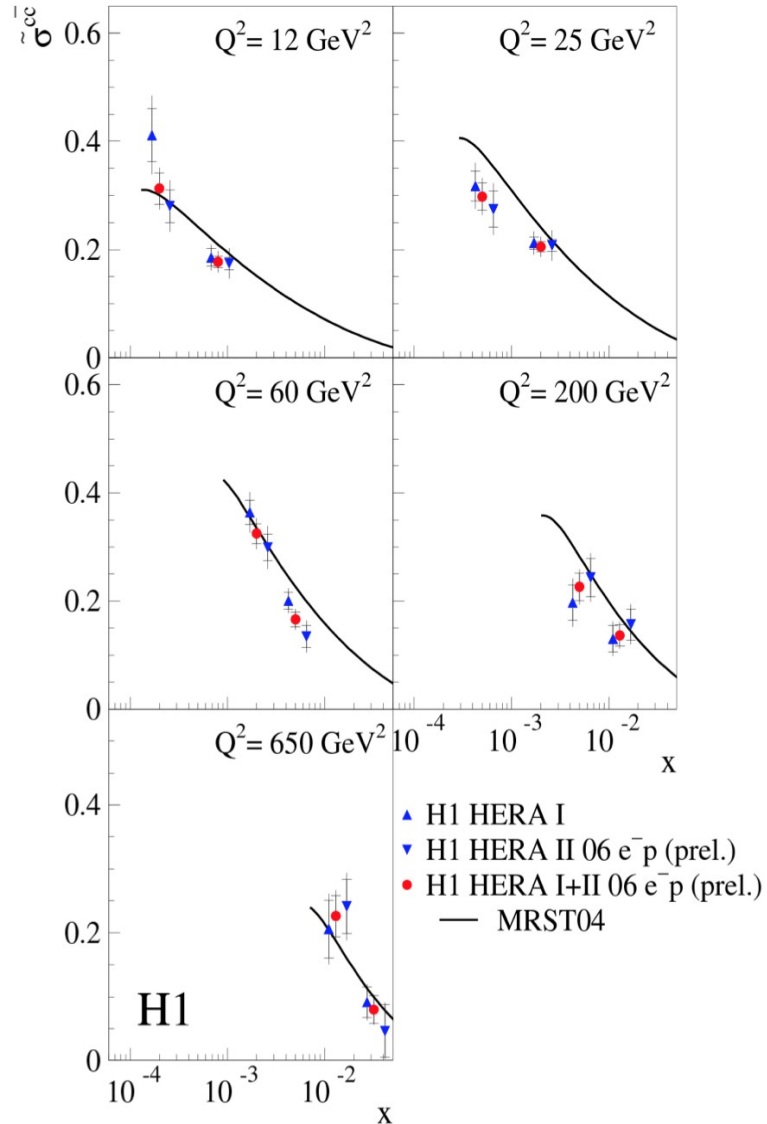 σ̃^cc̄
Q²= 12 GeV²
Q²= 25 GeV²
0.6
0.4
0.2
0
Q²= 60 GeV²
Q²= 200 GeV²
0.6
0.4
0.2
0
Q²= 650 GeV²
10⁻⁴ 10⁻³ 10⁻²
x
0.4
0.2
0
H1 HERA I
H1 HERA II 06 e⁻p (prel.)
H1 HERA I+II 06 e⁻p (prel.)
MRST04
H1
10⁻⁴ 10⁻³ 10⁻²
x